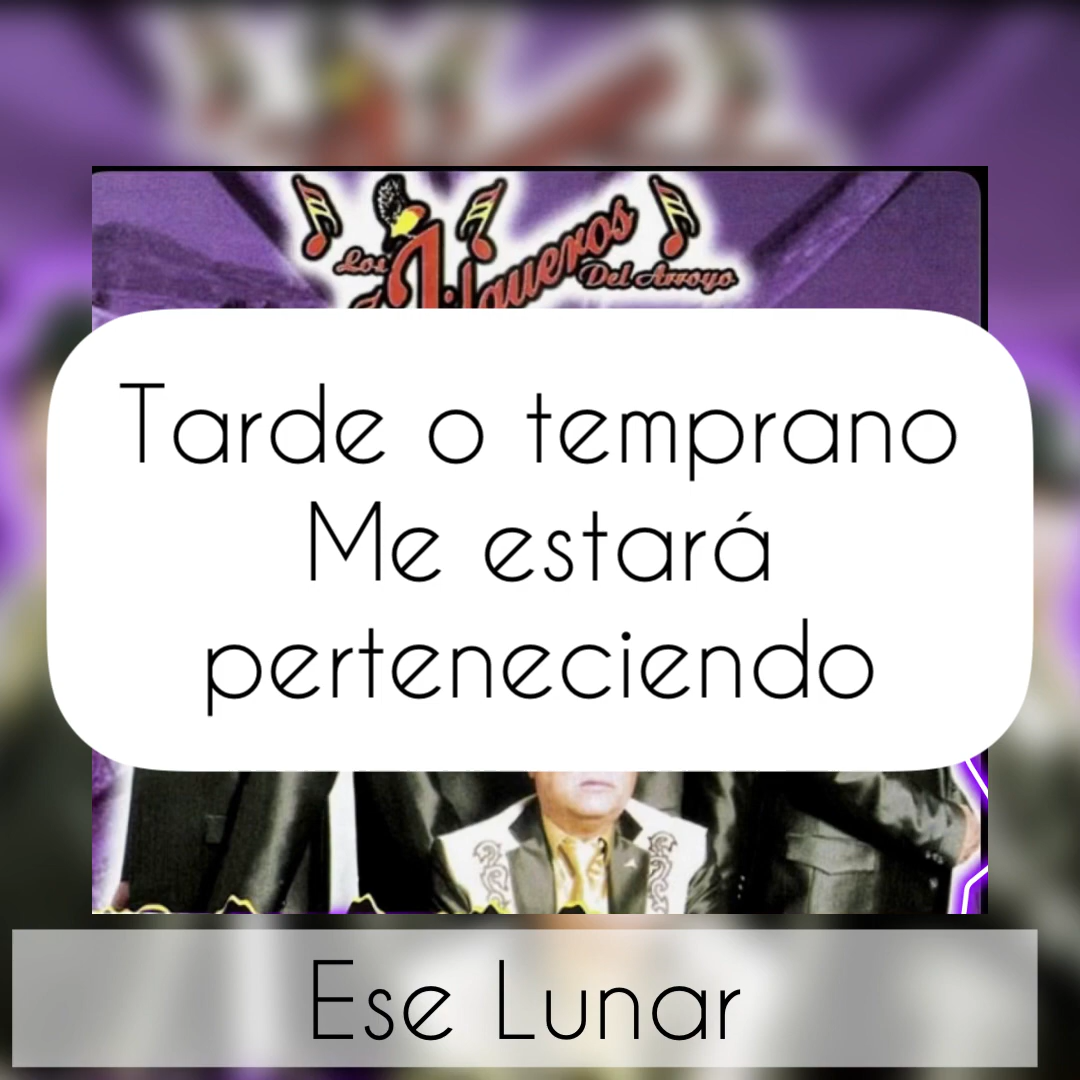 Los
Jilgueros
Del Arroyo
Tarde o temprano
Me estará
perteneciendo
Ese Lunar